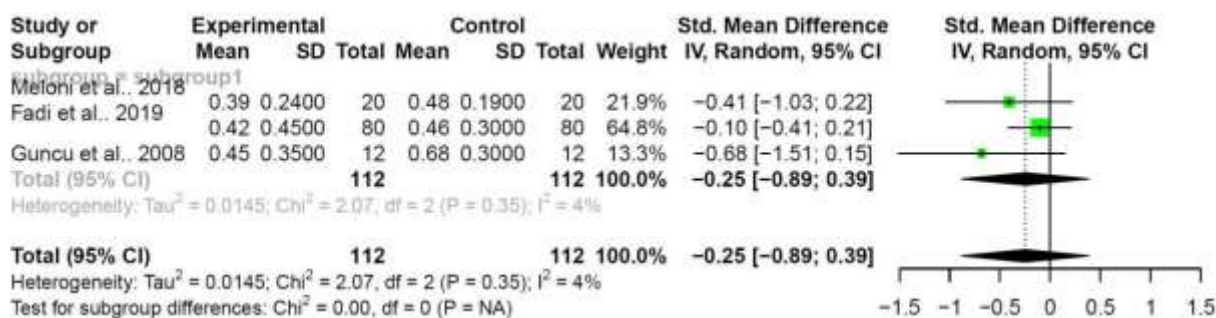 Study or Experimental Control Std. Mean Difference Std. Mean Difference
Subgroup Mean SD Total Mean SD Total Weight IV, Random, 95% CI IV, Random, 95% CI
subgroup = subgroup1
Meloni et al.. 2018 0.39 0.2400 20 0.48 0.1900 20 21.9% −0.41 [−1.03; 0.22]
Fadi et al.. 2019 0.42 0.4500 80 0.46 0.3000 80 64.8% −0.10 [−0.41; 0.21]
Guncu et al.. 2008 0.45 0.3500 12 0.68 0.3000 12 13.3% −0.68 [−1.51; 0.15]
Total (95% CI) 112 112 100.0% −0.25 [−0.89; 0.39]
Heterogeneity: Tau² = 0.0145; Chi² = 2.07, df = 2 (P = 0.35); I² = 4%
Total (95% CI) 112 112 100.0% −0.25 [−0.89; 0.39]
Heterogeneity: Tau² = 0.0145; Chi² = 2.07, df = 2 (P = 0.35); I² = 4%
Test for subgroup differences: Chi² = 0.00, df = 0 (P = NA)
−1.5 −1 −0.5 0 0.5 1 1.5